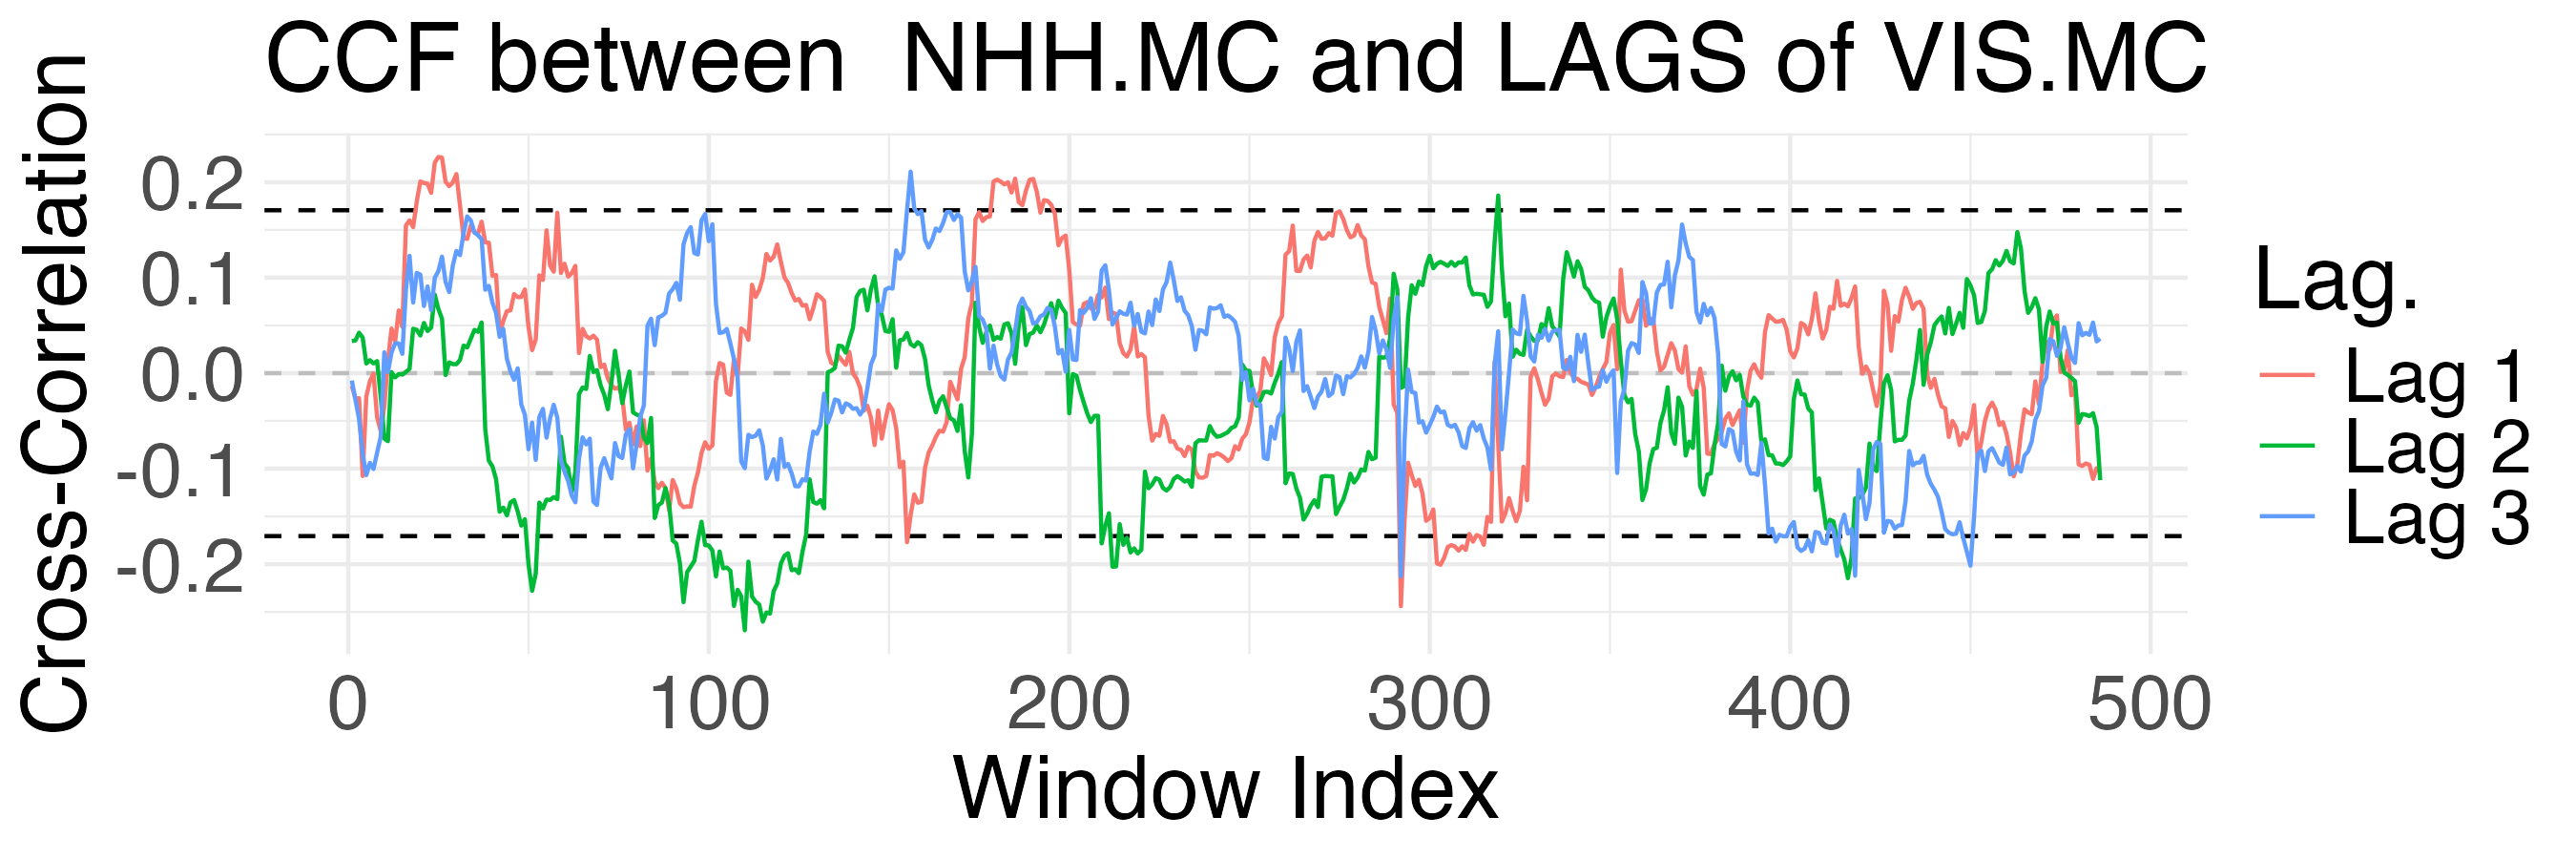 CCF between  NHH.MC and LAGS of VIS.MC
Cross-Correlation
0.2
0.1
0.0
-0.1
-0.2
0 100 200 300 400 500
Window Index
Lag.
Lag 1
Lag 2
Lag 3